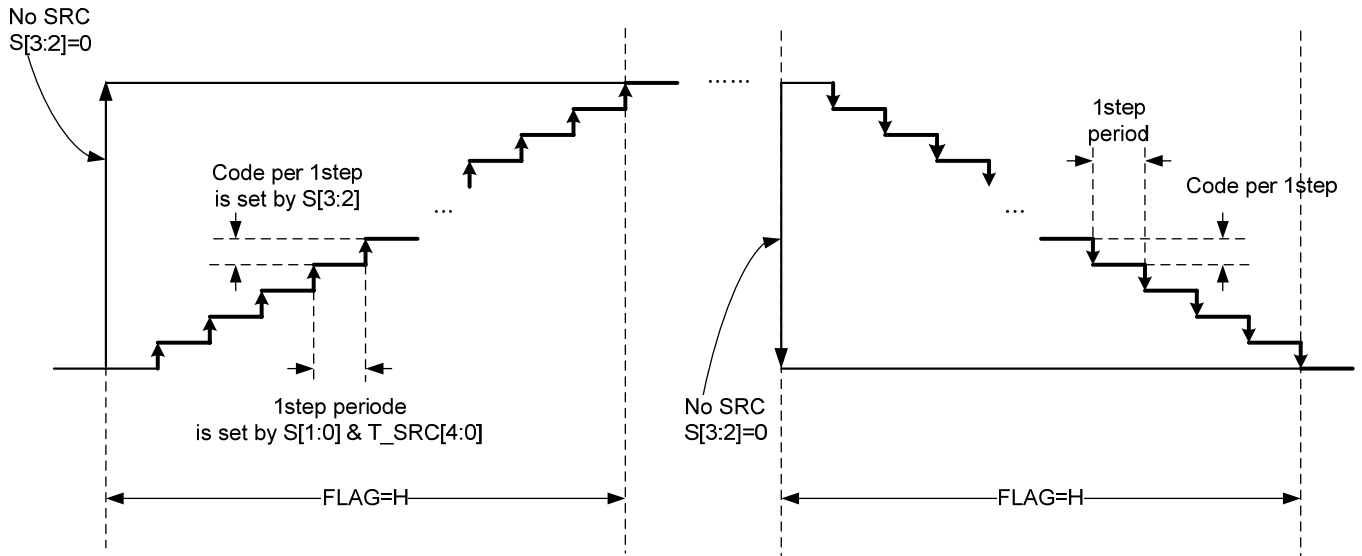 No SRC
S[3:2]=0
......
1step
period
Code per 1step
is set by S[3:2]
Code per 1step
...
...
1step periode
is set by S[1:0] & T_SRC[4:0]
No SRC
S[3:2]=0
FLAG=H
FLAG=H